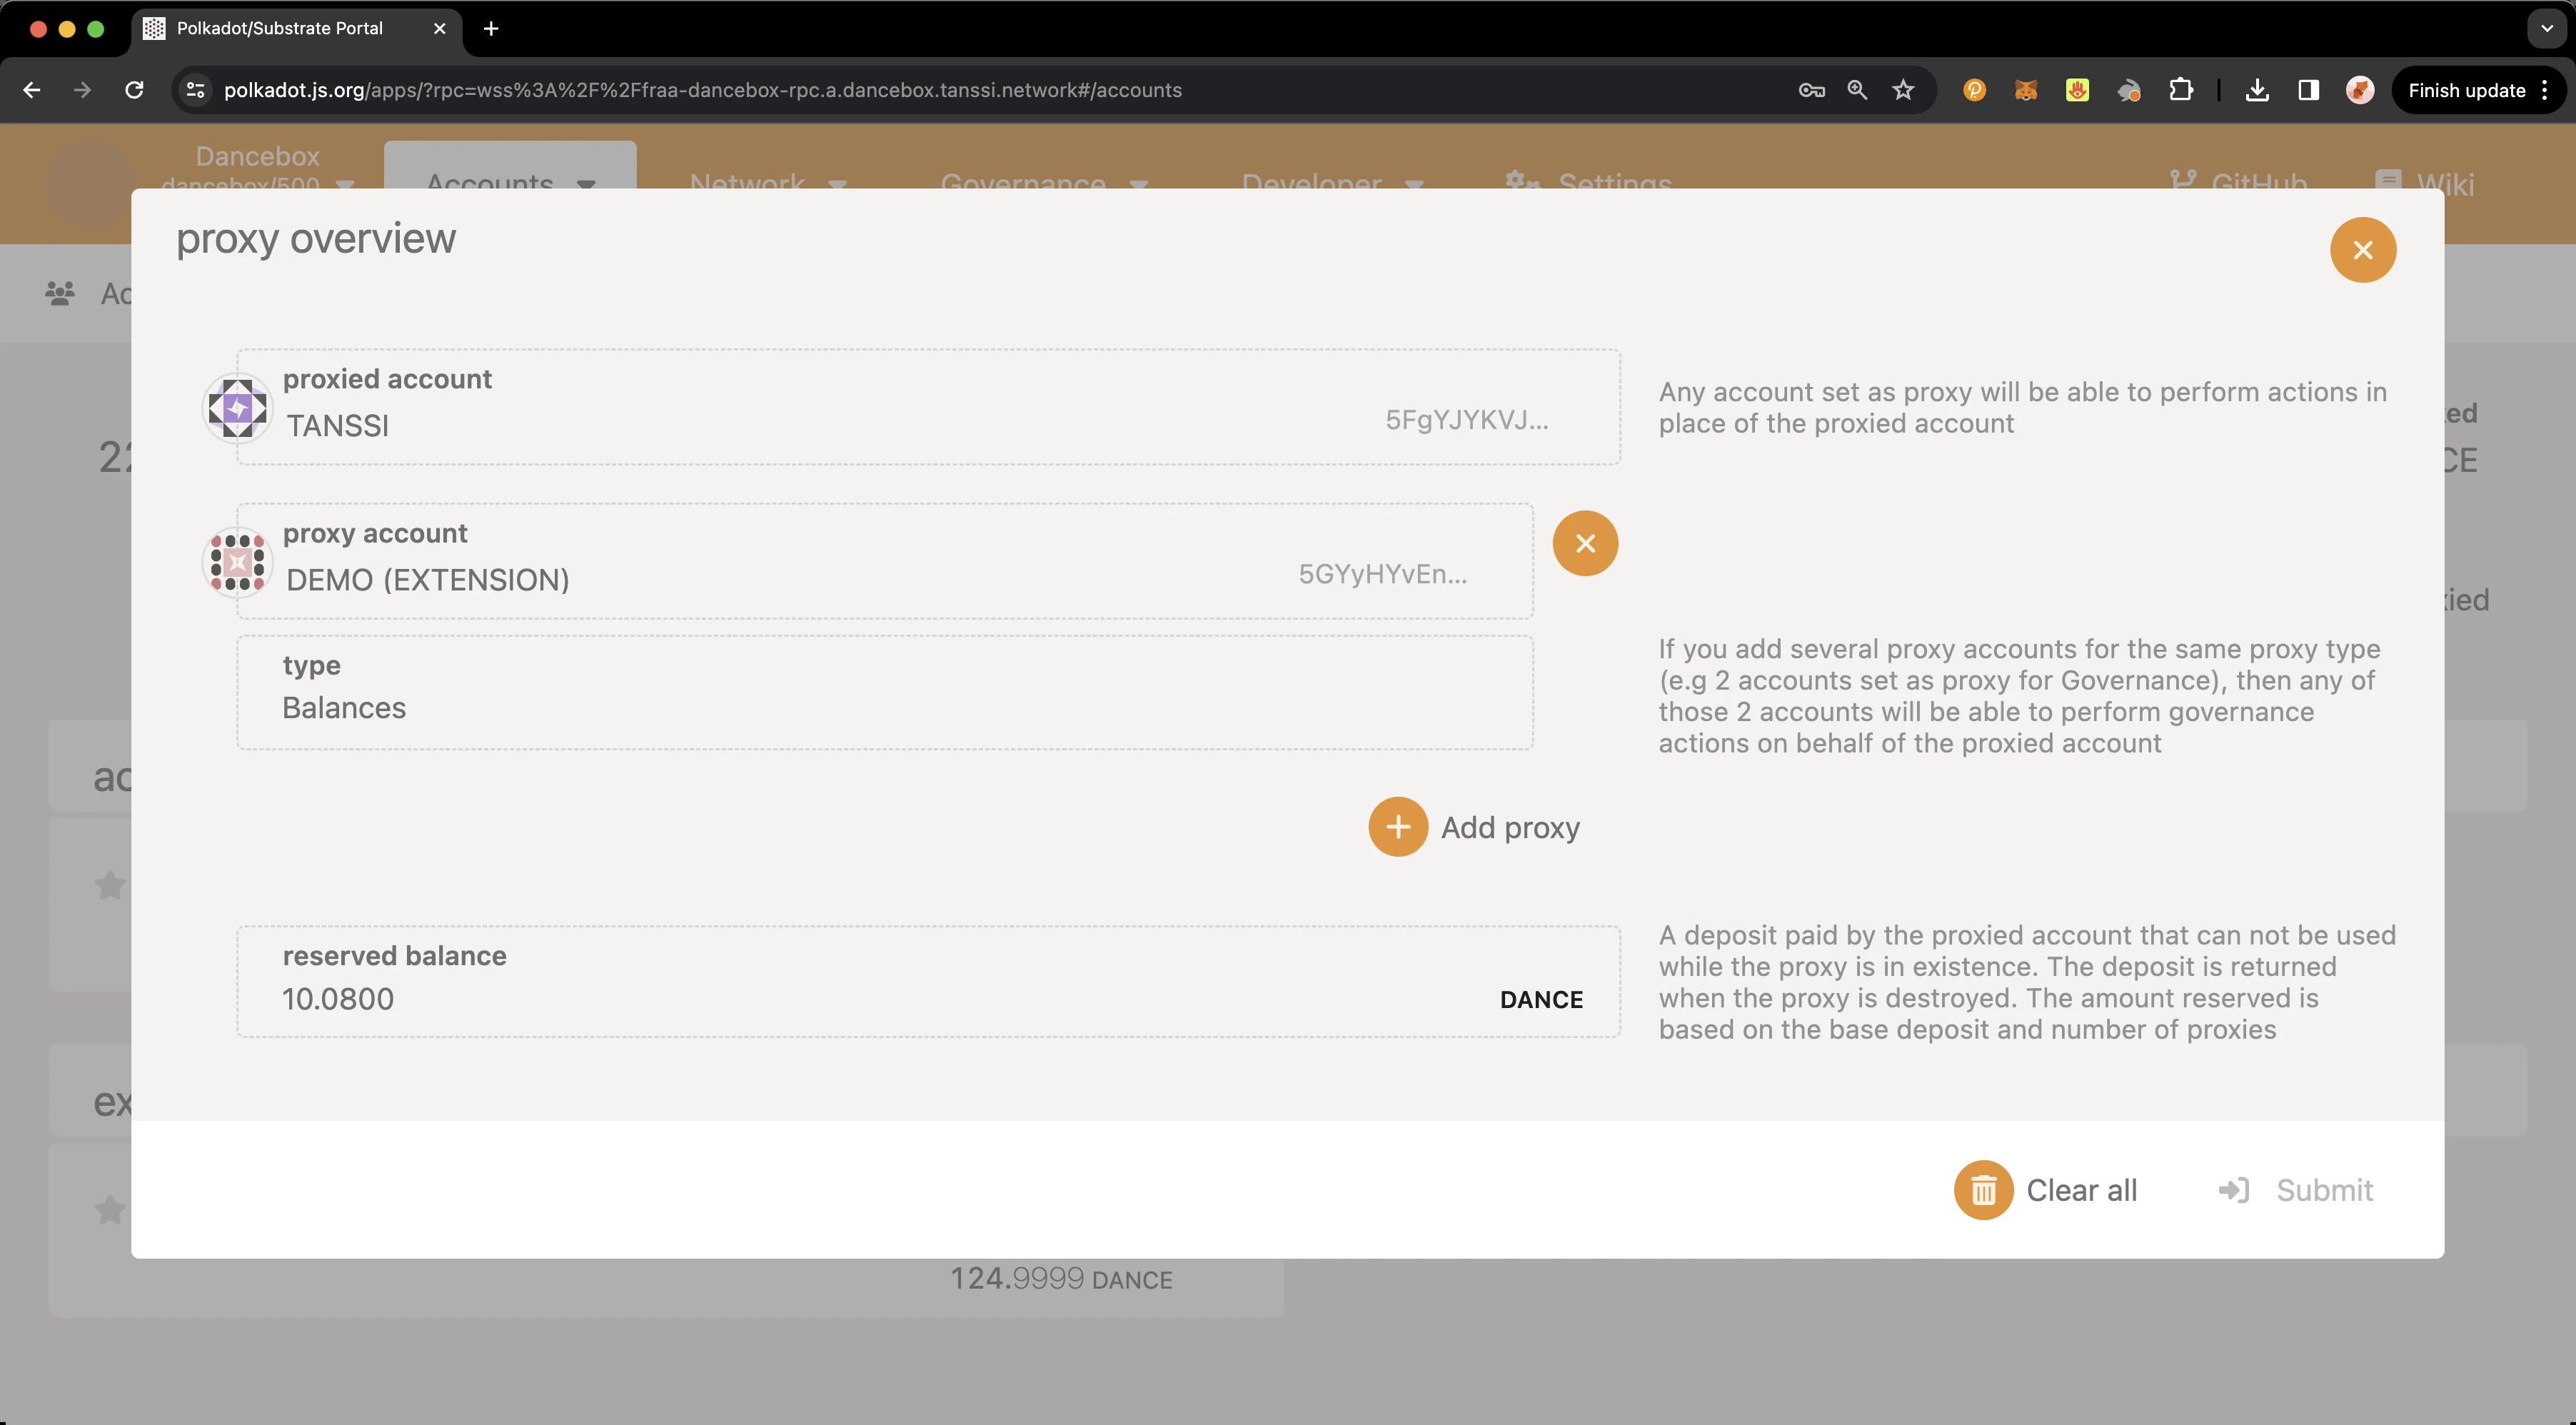 Polkadot/Substrate Portal
polkadot.js.org/apps/?rpc=wss%3A%2F%2Ffraa-dancebox-rpc.a.dancebox.tanssi.network#/accounts
Finish update
Dancebox
dancebox/500
Accounts
Network
Governance
Developer
Settings
GitHub
Wiki
proxy overview
proxied account
TANSSI
5FgYJYKVJ...
Any account set as proxy will be able to perform actions in
place of the proxied account
proxy account
DEMO (EXTENSION)
5GYyHYvEn...
type
Balances
If you add several proxy accounts for the same proxy type
(e.g 2 accounts set as proxy for Governance), then any of
those 2 accounts will be able to perform governance
actions on behalf of the proxied account
Add proxy
reserved balance
10.0800
DANCE
A deposit paid by the proxied account that can not be used
while the proxy is in existence. The deposit is returned
when the proxy is destroyed. The amount reserved is
based on the base deposit and number of proxies
Clear all
Submit
124.9999 DANCE